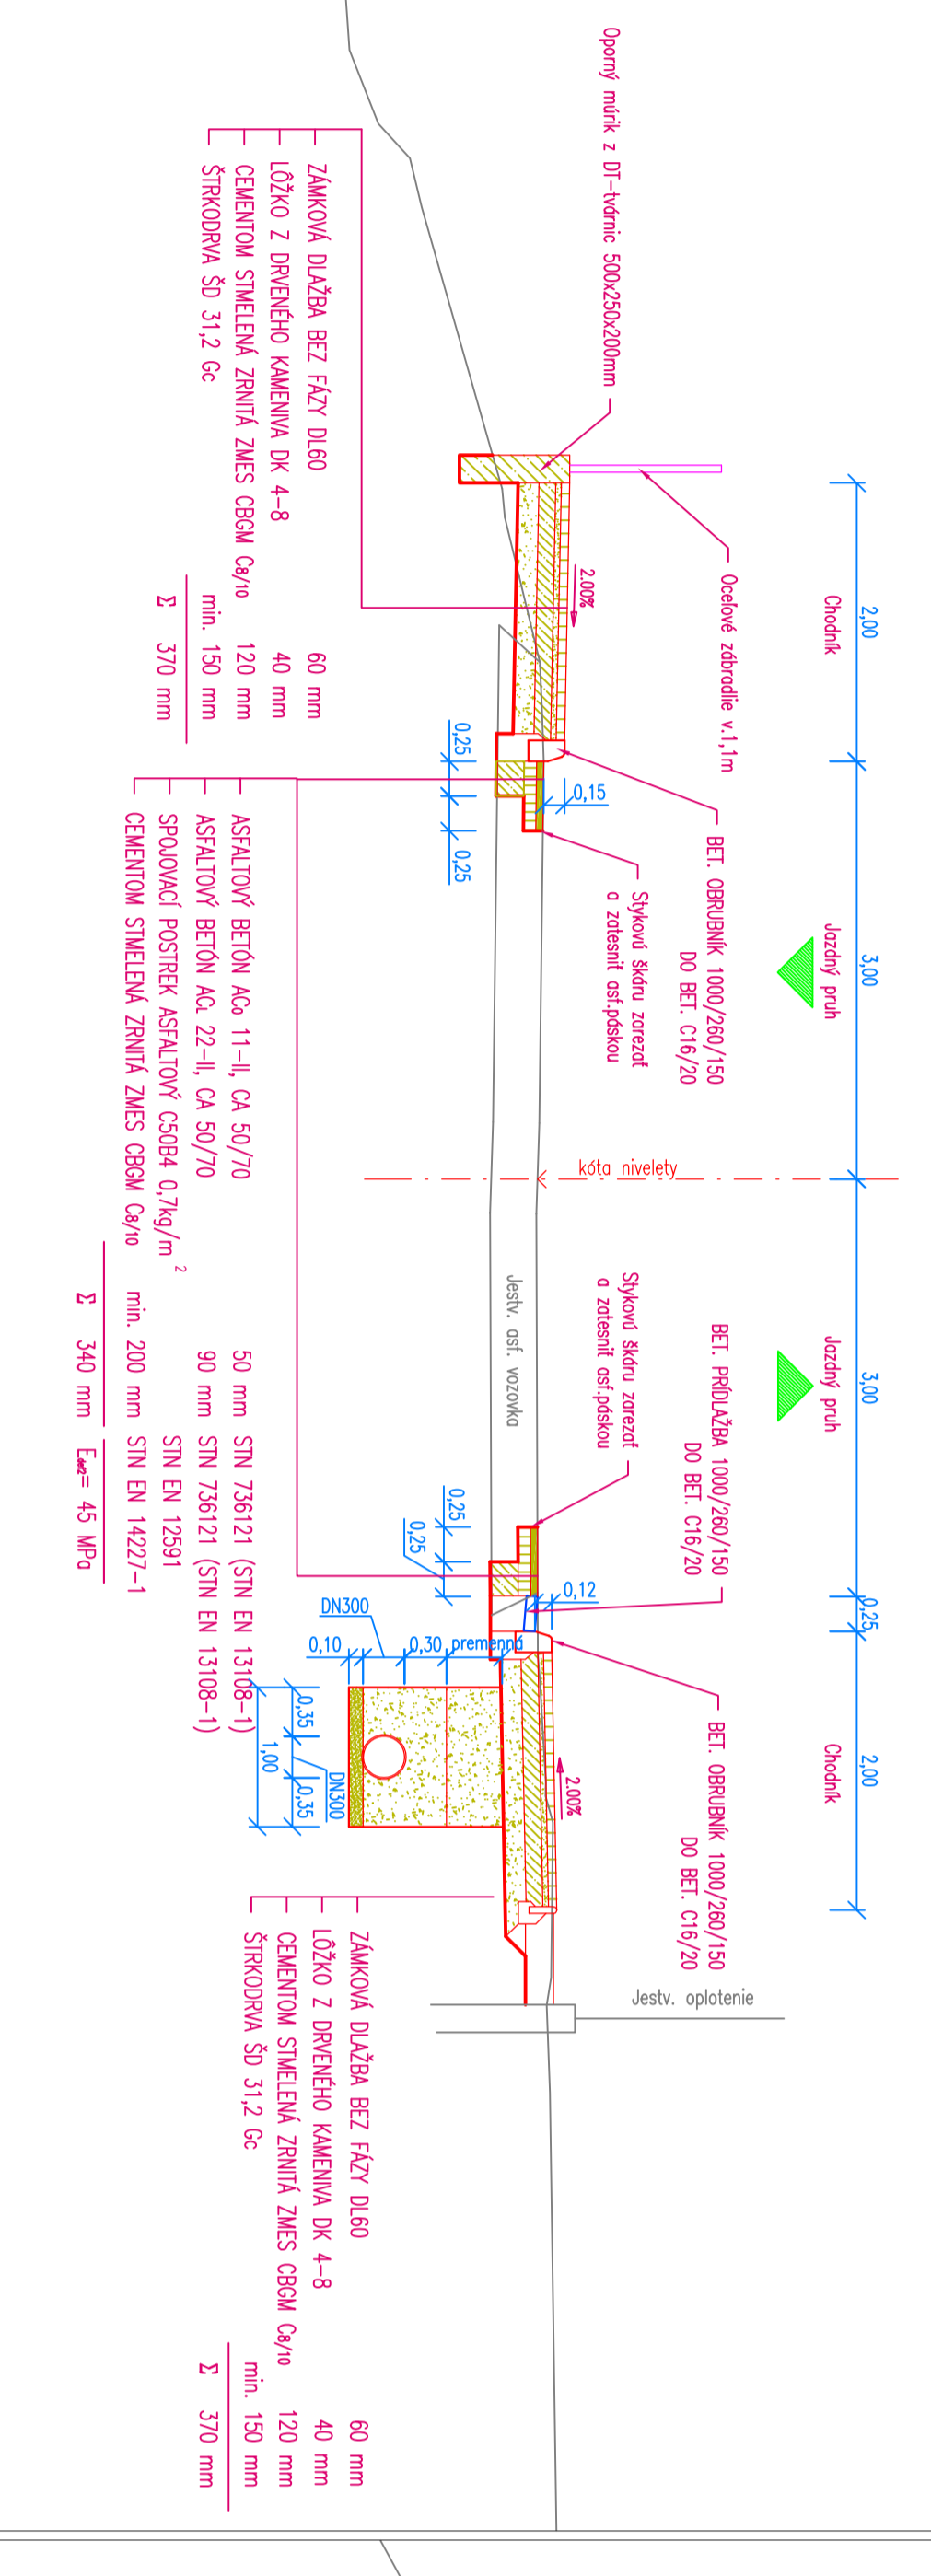 2,00
3,00
3,00
0,25
2,00
Chodník
Jazdný pruh
Jazdný pruh
Chodník
Oporný múrik z DT-tvárnic 500x250x200mm
Oceľové zábradlie v.1,1m
BET. OBRUBNÍK 1000/260/150
DO BET. C16/20
Stykovú škáru zarezať
a zatesniť asf.páskou
kóta nivelety
BET. PRÍDLAŽBA 1000/260/150
DO BET. C16/20
Stykovú škáru zarezať
a zatesniť asf.páskou
BET. OBRUBNÍK 1000/260/150
DO BET. C16/20
Jestv. oplotenie
2.00%
0,15
0,25
0,25
Jestv. asf. vozovka
0,25
0,25
0,12
2.00%
DN300
0,10
0,30
premenná
0,35
DN300
0,35
1,00
ZÁMKOVÁ DLAŽBA BEZ FÁZY DL60 60 mm
LÔŽKO Z DRVENÉHO KAMENIVA DK 4-8 40 mm
CEMENTOM STMELENÁ ZRNITÁ ZMES CBGM C8/10 120 mm
ŠTRKODRVA ŠD 31,2 Gc min. 150 mm
Σ 370 mm
ASFALTOVÝ BETÓN ACo 11-II, CA 50/70 50 mm STN 736121 (STN EN 13108-1)
ASFALTOVÝ BETÓN ACL 22-II, CA 50/70 90 mm STN 736121 (STN EN 13108-1)
SPOJOVACÍ POSTREK ASFALTOVÝ C50B4 0,7kg/m 2 STN EN 12591
CEMENTOM STMELENÁ ZRNITÁ ZMES CBGM C8/10 min. 200 mm STN EN 14227-1
Σ 340 mm Edef2= 45 MPa
ZÁMKOVÁ DLAŽBA BEZ FÁZY DL60 60 mm
LÔŽKO Z DRVENÉHO KAMENIVA DK 4-8 40 mm
CEMENTOM STMELENÁ ZRNITÁ ZMES CBGM C8/10 120 mm
ŠTRKODRVA ŠD 31,2 Gc min. 150 mm
Σ 370 mm